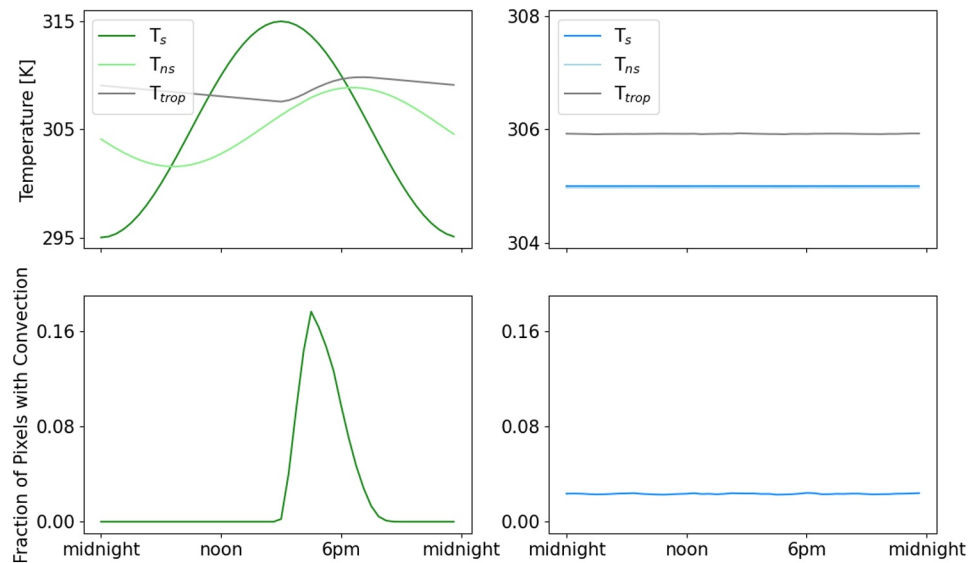 Temperature [K]
315
305
295
T_s
T_ns
T_trop
308
306
304
T_s
T_ns
T_trop
Fraction of Pixels with Convection
0.16
0.08
0.00
midnight noon 6pm midnight
0.16
0.08
0.00
midnight noon 6pm midnight